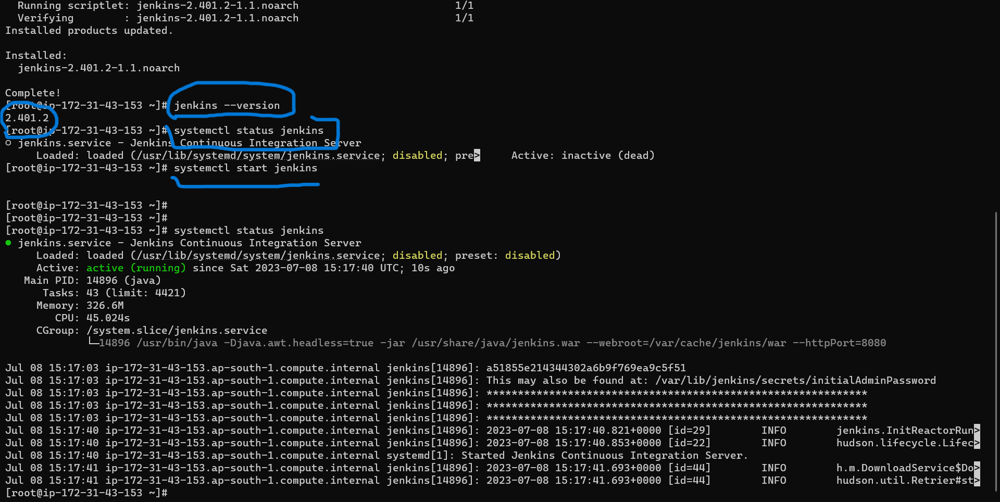 Running scriptlet: jenkins-2.401.2-1.1.noarch 1/1
Verifying : jenkins-2.401.2-1.1.noarch 1/1
Installed products updated.
Installed:
jenkins-2.401.2-1.1.noarch
Complete!
[root@ip-172-31-43-153 ~]# jenkins --version
2.401.2
[root@ip-172-31-43-153 ~]# systemctl status jenkins
○ jenkins.service - Jenkins Continuous Integration Server
Loaded: loaded (/usr/lib/systemd/system/jenkins.service; disabled; pre> Active: inactive (dead)
[root@ip-172-31-43-153 ~]# systemctl start jenkins
[root@ip-172-31-43-153 ~]#
[root@ip-172-31-43-153 ~]#
[root@ip-172-31-43-153 ~]# systemctl status jenkins
● jenkins.service - Jenkins Continuous Integration Server
Loaded: loaded (/usr/lib/systemd/system/jenkins.service; disabled; preset: disabled)
Active: active (running) since Sat 2023-07-08 15:17:40 UTC; 10s ago
Main PID: 14896 (java)
Tasks: 43 (limit: 4421)
Memory: 326.6M
CPU: 45.024s
CGroup: /system.slice/jenkins.service
└─14896 /usr/bin/java -Djava.awt.headless=true -jar /usr/share/java/jenkins.war --webroot=/var/cache/jenkins/war --httpPort=8080
Jul 08 15:17:03 ip-172-31-43-153.ap-south-1.compute.internal jenkins[14896]: a51855e214344302a6b9f769ea9c5f51
Jul 08 15:17:03 ip-172-31-43-153.ap-south-1.compute.internal jenkins[14896]: This may also be found at: /var/lib/jenkins/secrets/initialAdminPassword
Jul 08 15:17:03 ip-172-31-43-153.ap-south-1.compute.internal jenkins[14896]: *************************************************************
Jul 08 15:17:03 ip-172-31-43-153.ap-south-1.compute.internal jenkins[14896]: *************************************************************
Jul 08 15:17:03 ip-172-31-43-153.ap-south-1.compute.internal jenkins[14896]: *************************************************************
Jul 08 15:17:40 ip-172-31-43-153.ap-south-1.compute.internal jenkins[14896]: 2023-07-08 15:17:40.821+0000 [id=29] INFO jenkins.InitReactorRun>
Jul 08 15:17:40 ip-172-31-43-153.ap-south-1.compute.internal jenkins[14896]: 2023-07-08 15:17:40.853+0000 [id=22] INFO hudson.lifecycle.Lifec>
Jul 08 15:17:40 ip-172-31-43-153.ap-south-1.compute.internal systemd[1]: Started Jenkins Continuous Integration Server.
Jul 08 15:17:41 ip-172-31-43-153.ap-south-1.compute.internal jenkins[14896]: 2023-07-08 15:17:41.693+0000 [id=44] INFO h.m.DownloadService$Do>
Jul 08 15:17:41 ip-172-31-43-153.ap-south-1.compute.internal jenkins[14896]: 2023-07-08 15:17:41.693+0000 [id=44] INFO hudson.util.Retrier#st>
[root@ip-172-31-43-153 ~]#